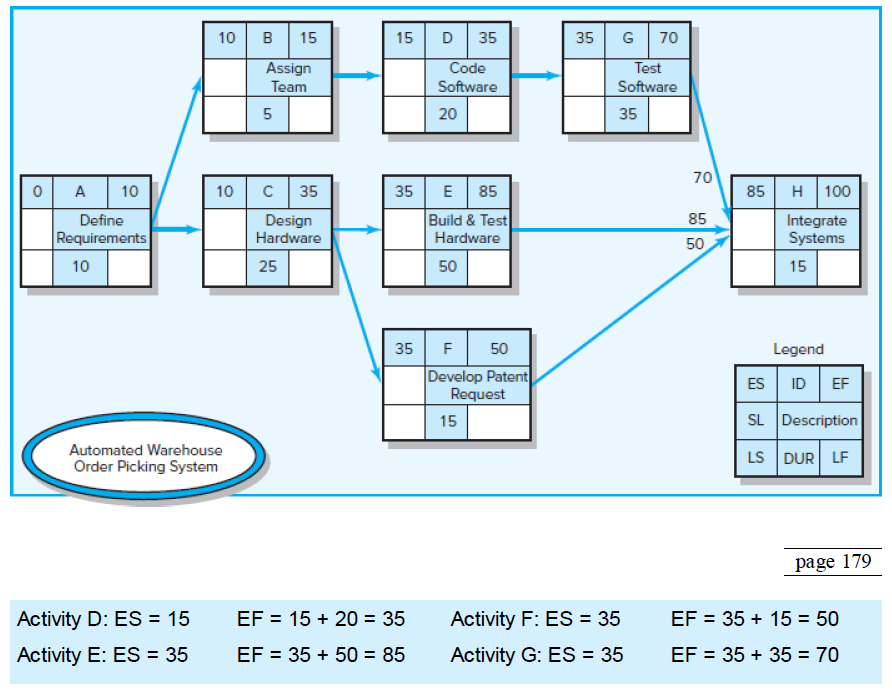 10 B 15
Assign
Team
5
15 D 35
Code
Software
20
35 G 70
Test
Software
35
0 A 10
Define
Requirements
10
10 C 35
Design
Hardware
25
35 E 85
Build & Test
Hardware
50
70
85
50
85 H 100
Integrate
Systems
15
35 F 50
Develop Patent
Request
15
Legend
ES ID EF
SL Description
LS DUR LF
Automated Warehouse
Order Picking System
page 179
Activity D: ES = 15 EF = 15 + 20 = 35 Activity F: ES = 35 EF = 35 + 15 = 50
Activity E: ES = 35 EF = 35 + 50 = 85 Activity G: ES = 35 EF = 35 + 35 = 70